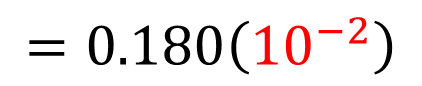 = 0.180(10⁻²)